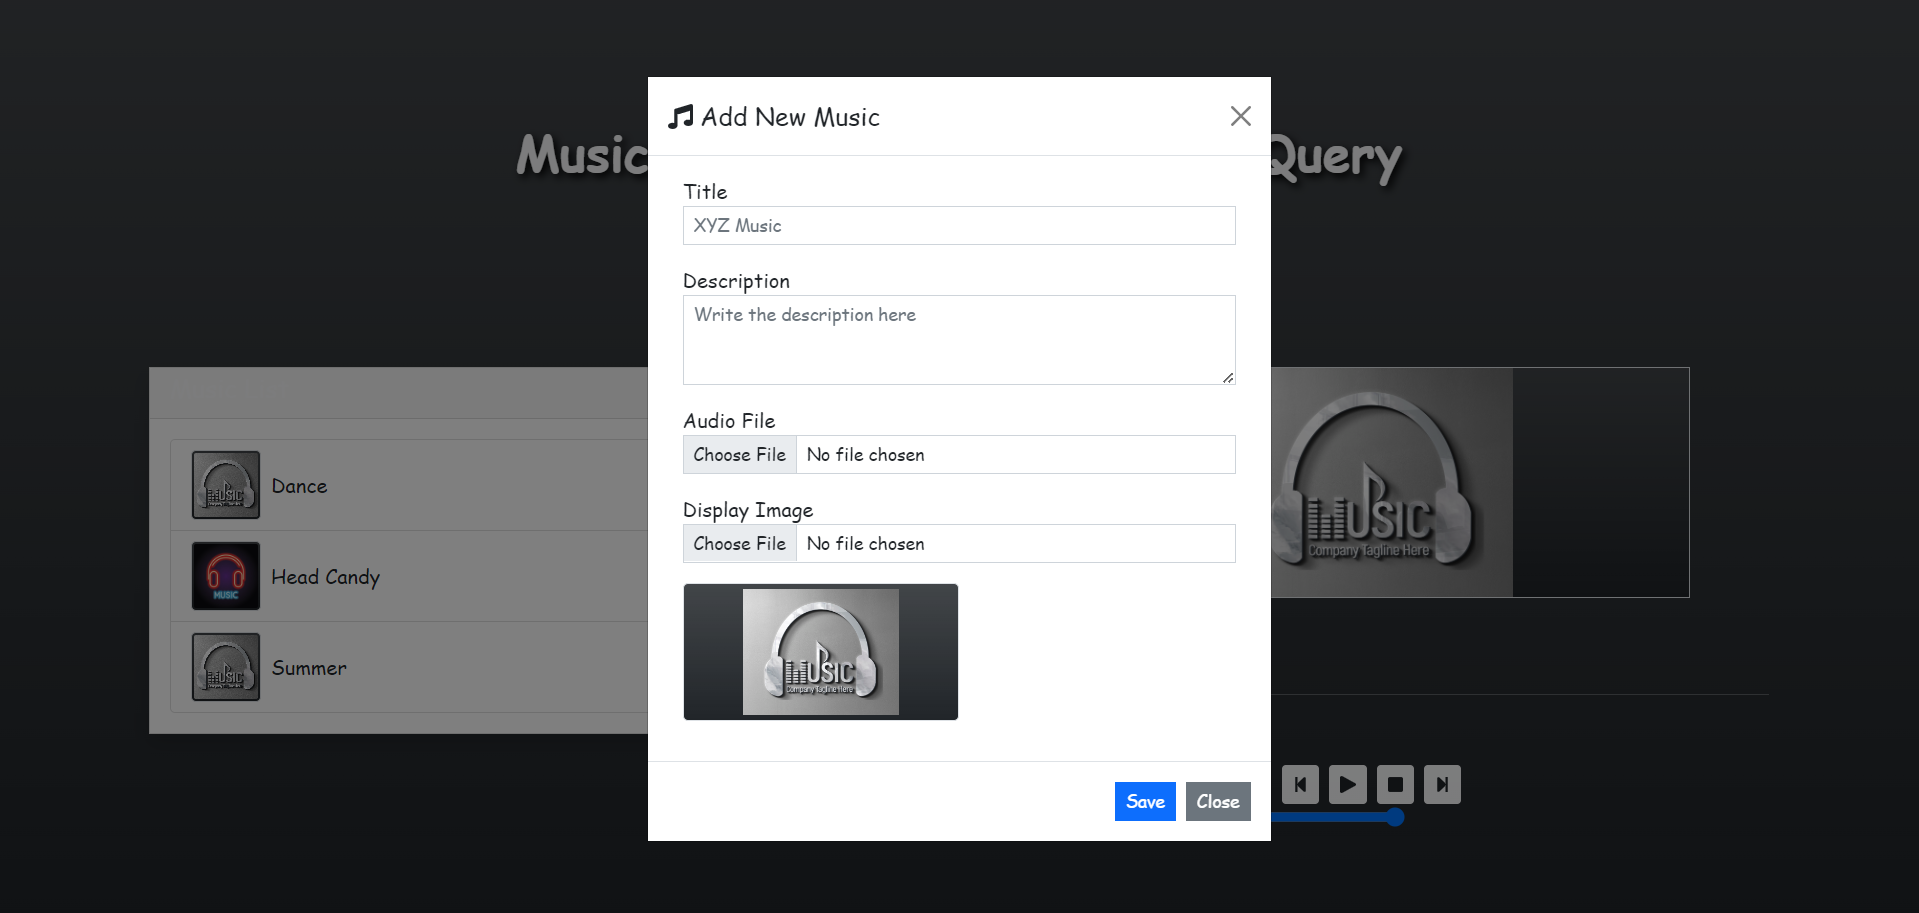 Add New Music
Music
Query
Title
XYZ Music
Description
Write the description here
Audio File
Choose File No file chosen
Display Image
Choose File No file chosen
MUSIC
Company Tagline Here
Save Close
Dance
Head Candy
MUSIC
Summer
MUSIC
Company Tagline Here